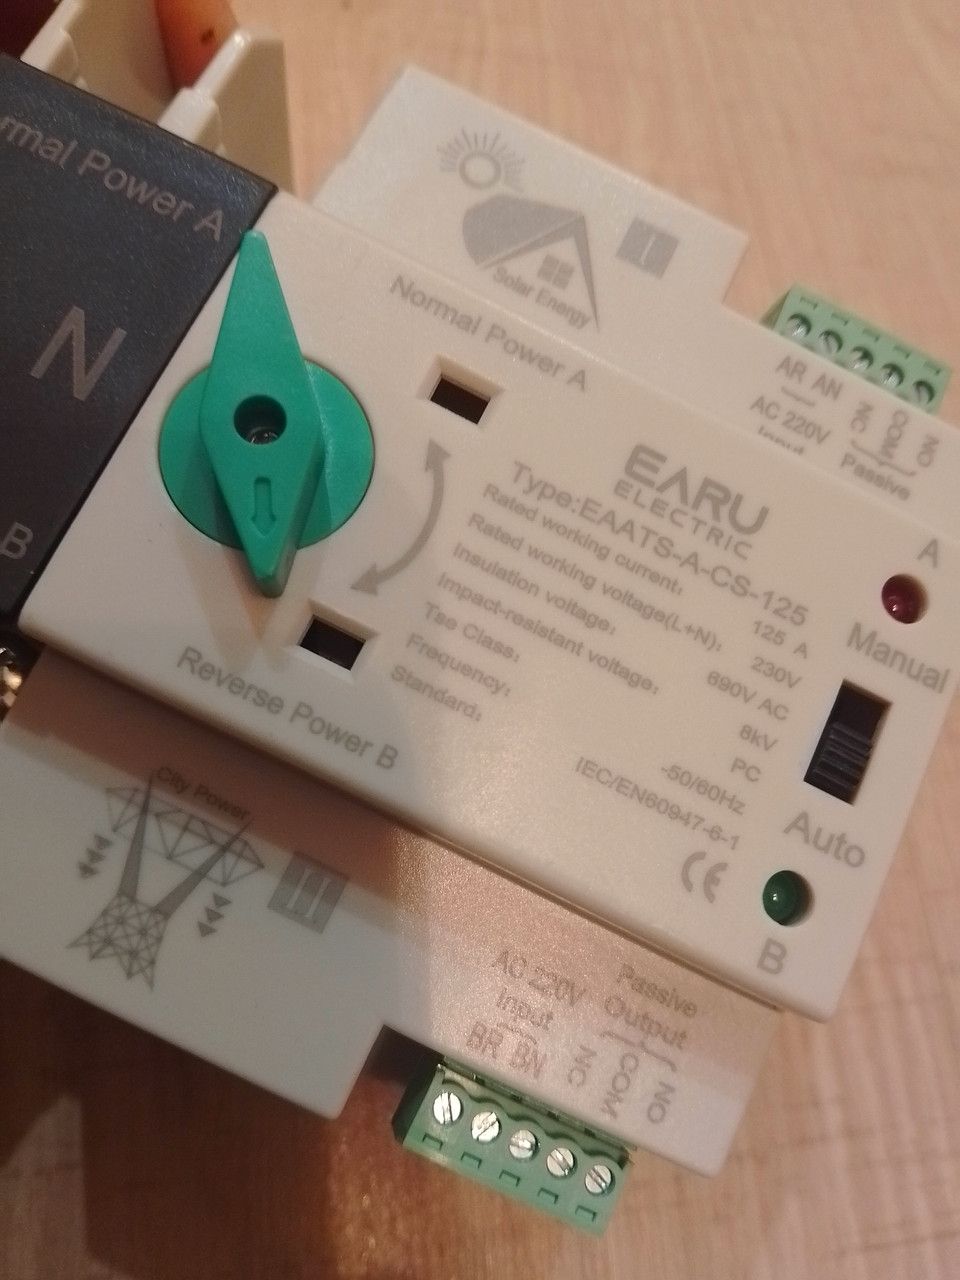 Power A
N
B
Solar Energy
I
Normal Power A
AR AN
AC 220V
Input
NC COM NO
Passive
EARU
ELECTRIC
Type:EAATS-A-CS-125
Rated working current: 125 A
Rated working voltage(L+N): 230V
Insulation voltage: 690V AC
Impact-resistant voltage: 8kV
Tse Class: PC
Frequency: -50/60Hz
Standard: IEC/EN60947-6-1
CE
A
Manual
Auto
B
Reverse Power B
City Power
II
AC 220V
Input
BR BN
Passive
Output
NC COM NO